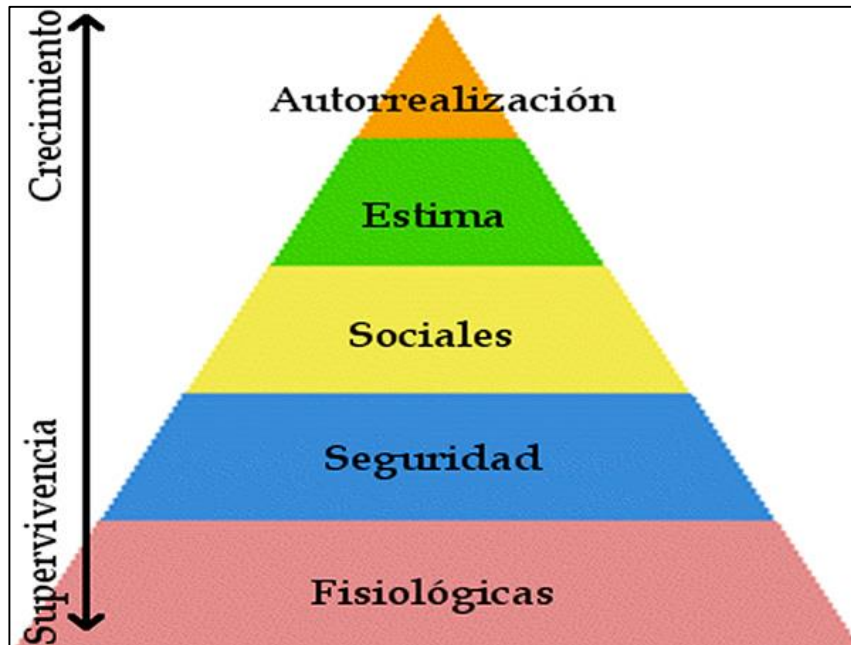 Crecimiento
Supervivencia
Autorrealización
Estima
Sociales
Seguridad
Fisiológicas